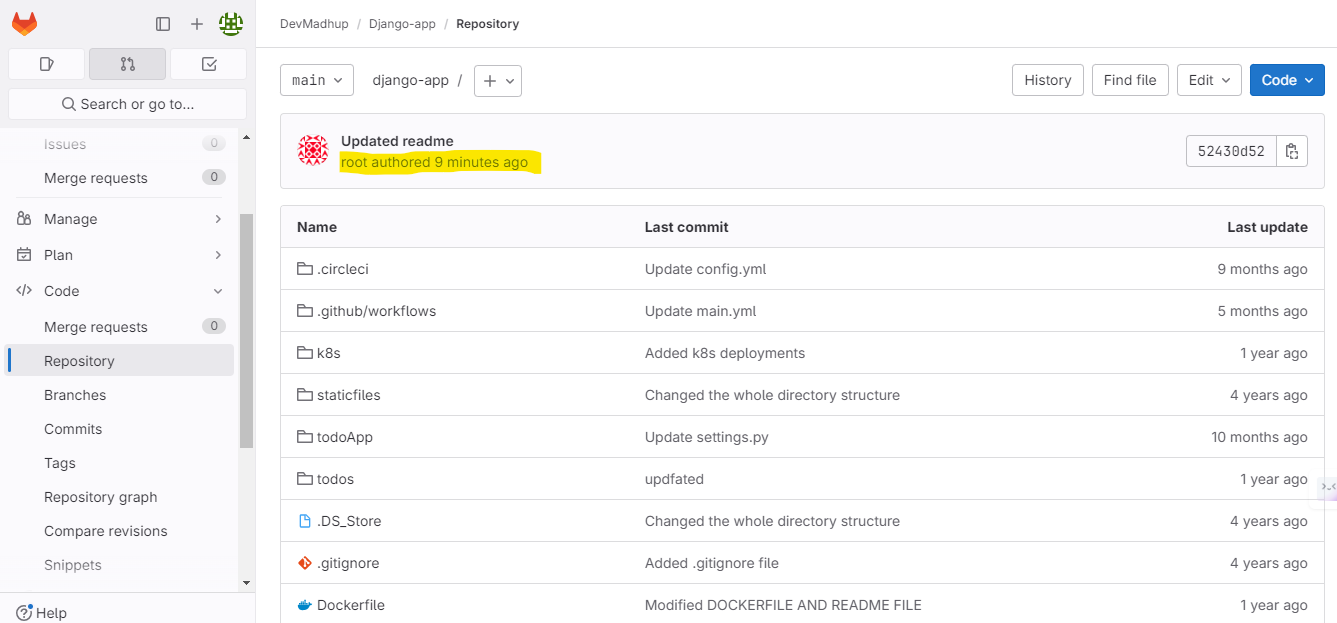 DevMadhup / Django-app / Repository
Search or go to...
Issues 0
Merge requests 0
Manage
Plan
Code
Merge requests 0
Repository
Branches
Commits
Tags
Repository graph
Compare revisions
Snippets
Help
main django-app / + History Find file Edit Code
Updated readme
root authored 9 minutes ago
52430d52
Name Last commit Last update
.circleci Update config.yml 9 months ago
.github/workflows Update main.yml 5 months ago
k8s Added k8s deployments 1 year ago
staticfiles Changed the whole directory structure 4 years ago
todoApp Update settings.py 10 months ago
todos updfated 1 year ago
.DS_Store Changed the whole directory structure 4 years ago
.gitignore Added .gitignore file 4 years ago
Dockerfile Modified DOCKERFILE AND README FILE 1 year ago